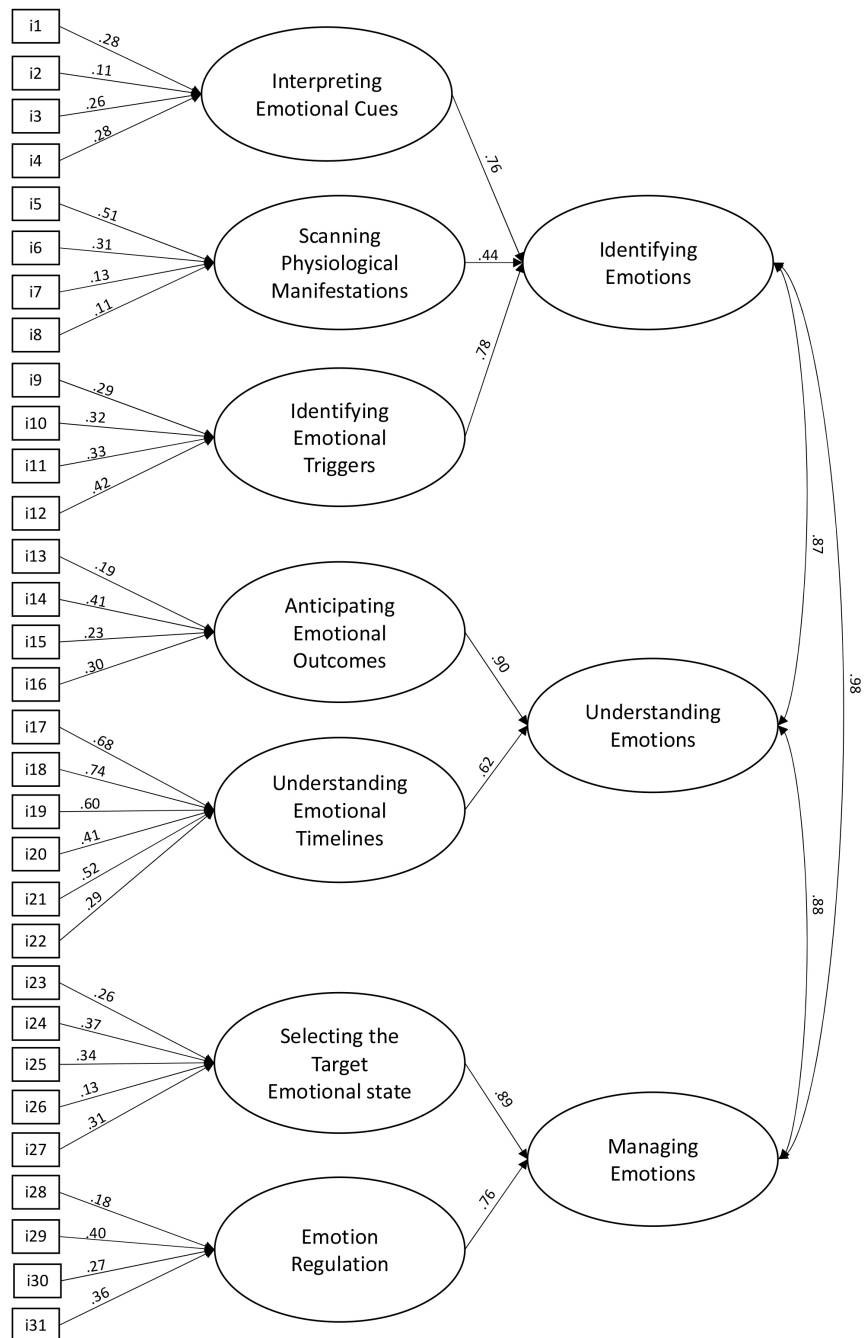 i1
i2
i3
i4
.28
.11
.26
.28
Interpreting
Emotional Cues
.76
i5
i6
i7
i8
.51
.31
.13
.11
Scanning
Physiological
Manifestations
.44
Identifying
Emotions
i9
i10
i11
i12
.29
.32
.33
.42
Identifying
Emotional
Triggers
.78
i13
i14
i15
i16
.19
.41
.23
.30
Anticipating
Emotional
Outcomes
.90
.87
.98
i17
i18
i19
i20
i21
i22
.68
.74
.60
.41
.52
.29
Understanding
Emotional
Timelines
.62
Understanding
Emotions
.88
i23
i24
i25
i26
i27
.26
.37
.34
.13
.31
Selecting the
Target
Emotional state
.89
Managing
Emotions
i28
i29
i30
i31
.18
.40
.27
.36
Emotion
Regulation
.76